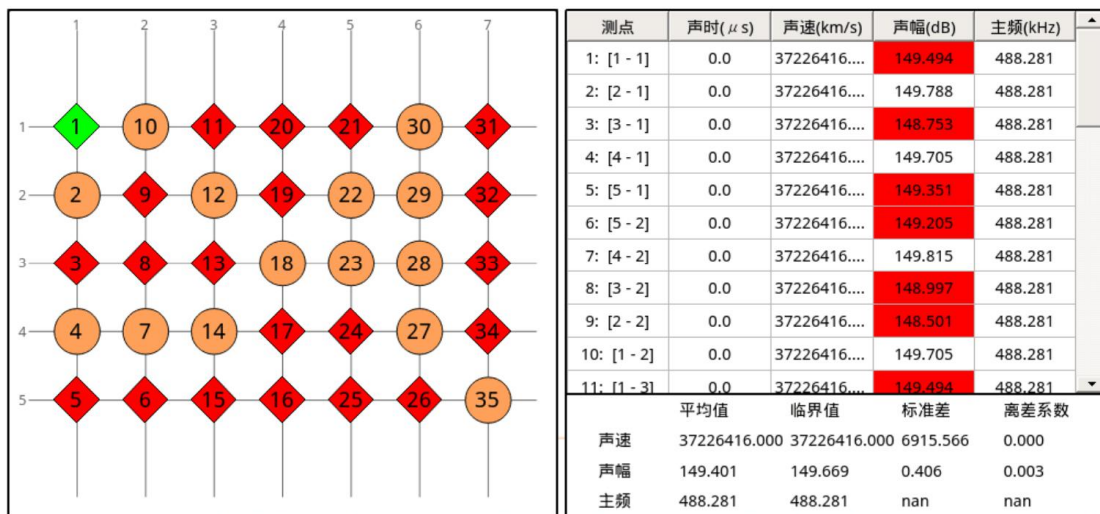 1 2 3 4 5 6 7
1 1 10 11 20 21 30 31
2 2 9 12 19 22 29 32
3 3 8 13 18 23 28 33
4 4 7 14 17 24 27 34
5 5 6 15 16 25 26 35
测点 声时(μs) 声速(km/s) 声幅(dB) 主频(kHz)
1: [1 - 1] 0.0 37226416.... 149.494 488.281
2: [2 - 1] 0.0 37226416.... 149.788 488.281
3: [3 - 1] 0.0 37226416.... 148.753 488.281
4: [4 - 1] 0.0 37226416.... 149.705 488.281
5: [5 - 1] 0.0 37226416.... 149.351 488.281
6: [5 - 2] 0.0 37226416.... 149.205 488.281
7: [4 - 2] 0.0 37226416.... 149.815 488.281
8: [3 - 2] 0.0 37226416.... 148.997 488.281
9: [2 - 2] 0.0 37226416.... 148.501 488.281
10: [1 - 2] 0.0 37226416.... 149.705 488.281
11: [1 - 3] 0.0 37226416.... 149.494 488.281
平均值 临界值 标准差 离差系数
声速 37226416.000 37226416.000 6915.566 0.000
声幅 149.401 149.669 0.406 0.003
主频 488.281 488.281 nan nan